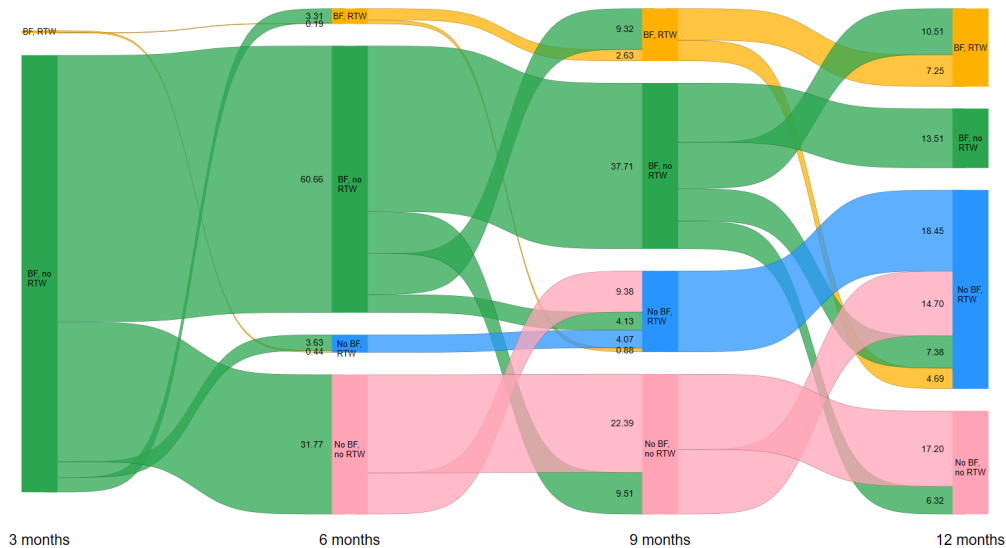 BF, RTW
BF, no
RTW
3.31
0.19
BF, RTW
60.66
BF, no
RTW
3.63
0.44
No BF,
RTW
31.77
No BF,
no RTW
9.32
2.63
BF, RTW
37.71
BF, no
RTW
9.38
4.13
4.07
0.88
No BF,
RTW
22.39
9.51
No BF,
no RTW
10.51
7.25
BF, RTW
13.51
BF, no
RTW
18.45
14.70
7.38
4.69
No BF,
RTW
17.20
6.32
No BF,
no RTW
3 months
6 months
9 months
12 months